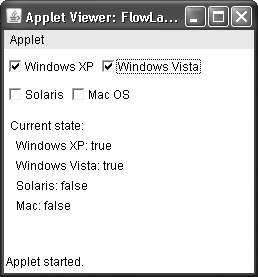 Applet Viewer: FlowLa...
Applet
Windows XP Windows Vista
Solaris Mac OS
Current state:
Windows XP: true
Windows Vista: true
Solaris: false
Mac: false
Applet started.